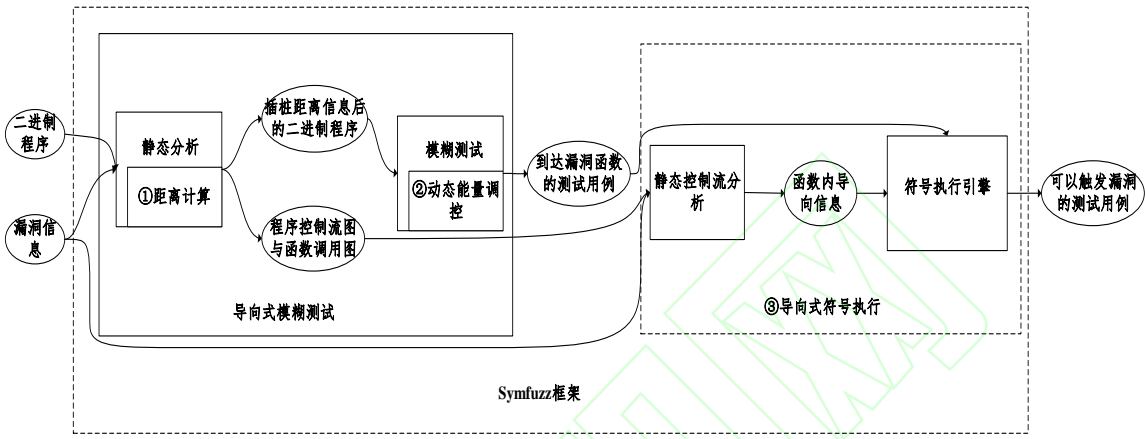 二进制
程序
漏洞信
息
静态分析
①距离计算
插桩距离信息后
的二进制程序
程序控制流图
与函数调用图
模糊测试
②动态能量调
控
导向式模糊测试
到达漏洞函数
的测试用例
静态控制流分
析
函数内导
向信息
符号执行引擎
③导向式符号执行
可以触发漏洞
的测试用例
Symfuzz框架